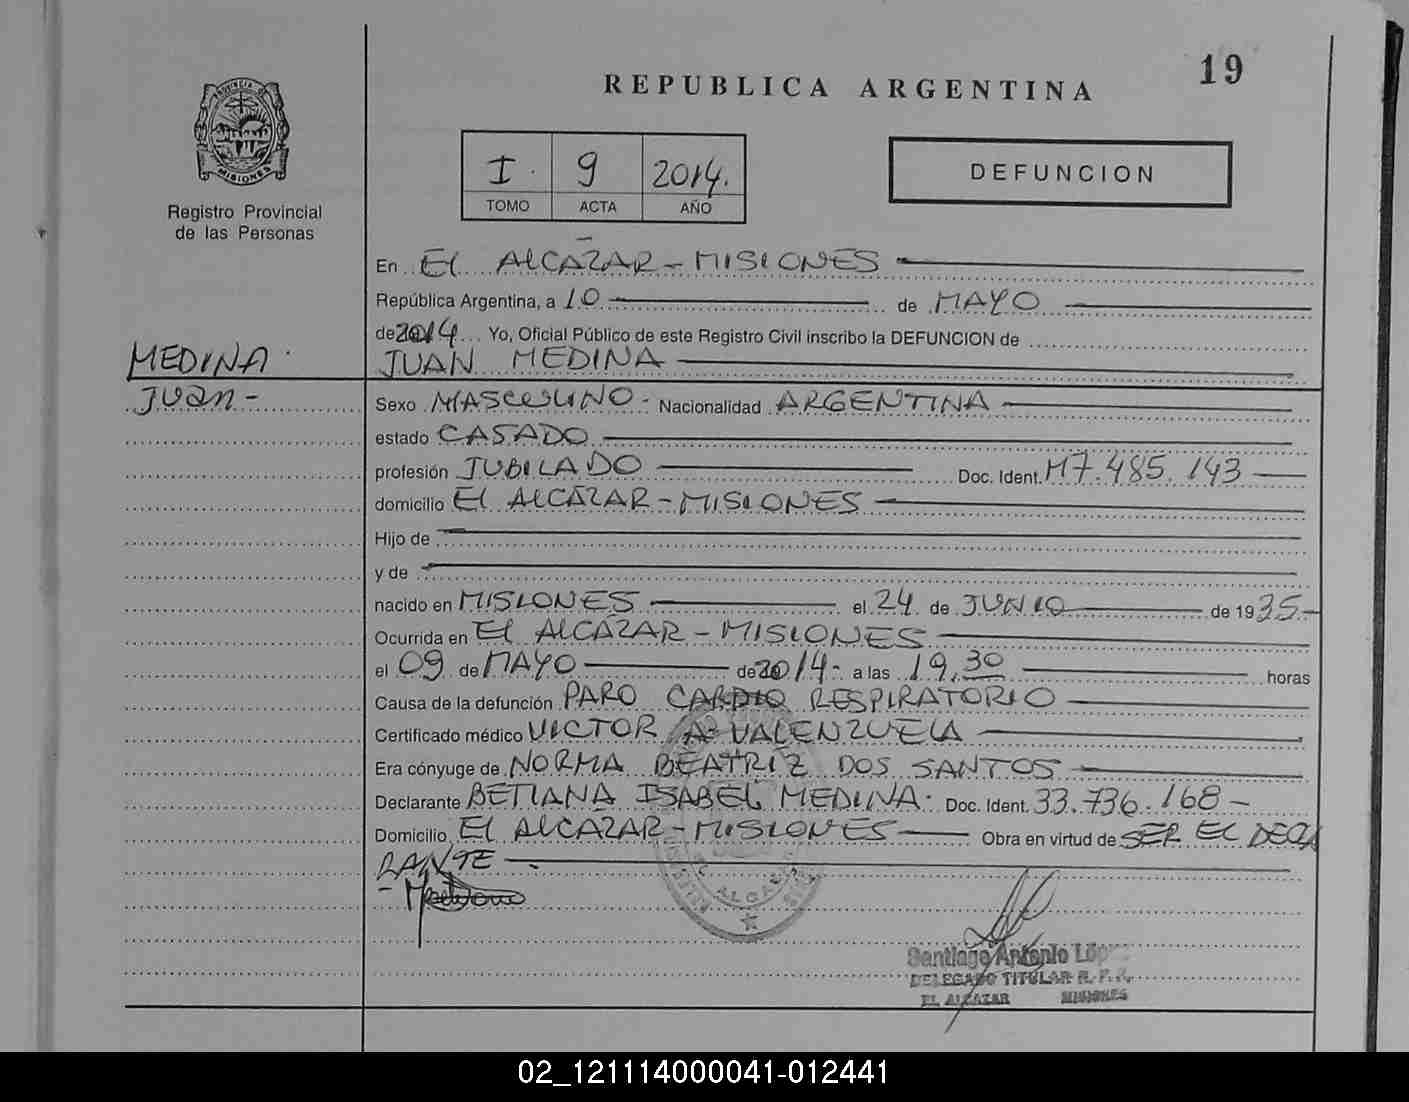 19
REPUBLICA ARGENTINA
PROVINCIA DE
MISIONES
Registro Provincial
de las Personas
I. 9 2014.
TOMO ACTA AÑO
DEFUNCION
En EL ALCAZAR - MISIONES
República Argentina, a 10 de MAYO
de 2014 Yo, Oficial Público de este Registro Civil inscribo la DEFUNCION de
MEDINA JUAN MEDINA
Juan - Sexo MASCULINO - Nacionalidad ARGENTINA
estado CASADO
profesión JUBILADO Doc. Ident. M7.485.143
domicilio EL ALCAZAR - MISIONES
Hijo de
y de
nacido en MISIONES el 24 de JUNIO de 1935-
Ocurrida en EL ALCAZAR - MISIONES
el 09 de MAYO de 2014- a las 19,30 horas
Causa de la defunción PARO CARDIO RESPIRATORIO
Certificado médico VICTOR A. VALENZUELA
Era cónyuge de NORMA BEATRIZ DOS SANTOS
Declarante BETIANA ISABEL MEDINA. Doc. Ident. 33.736.168 -
Domicilio EL ALCAZAR - MISIONES Obra en virtud de SER EL DECLA
RANTE
Santiago Antonio López
DELEGADO TITULAR R. P. P.
EL ALCAZAR MISIONES
02_121114000041-012441